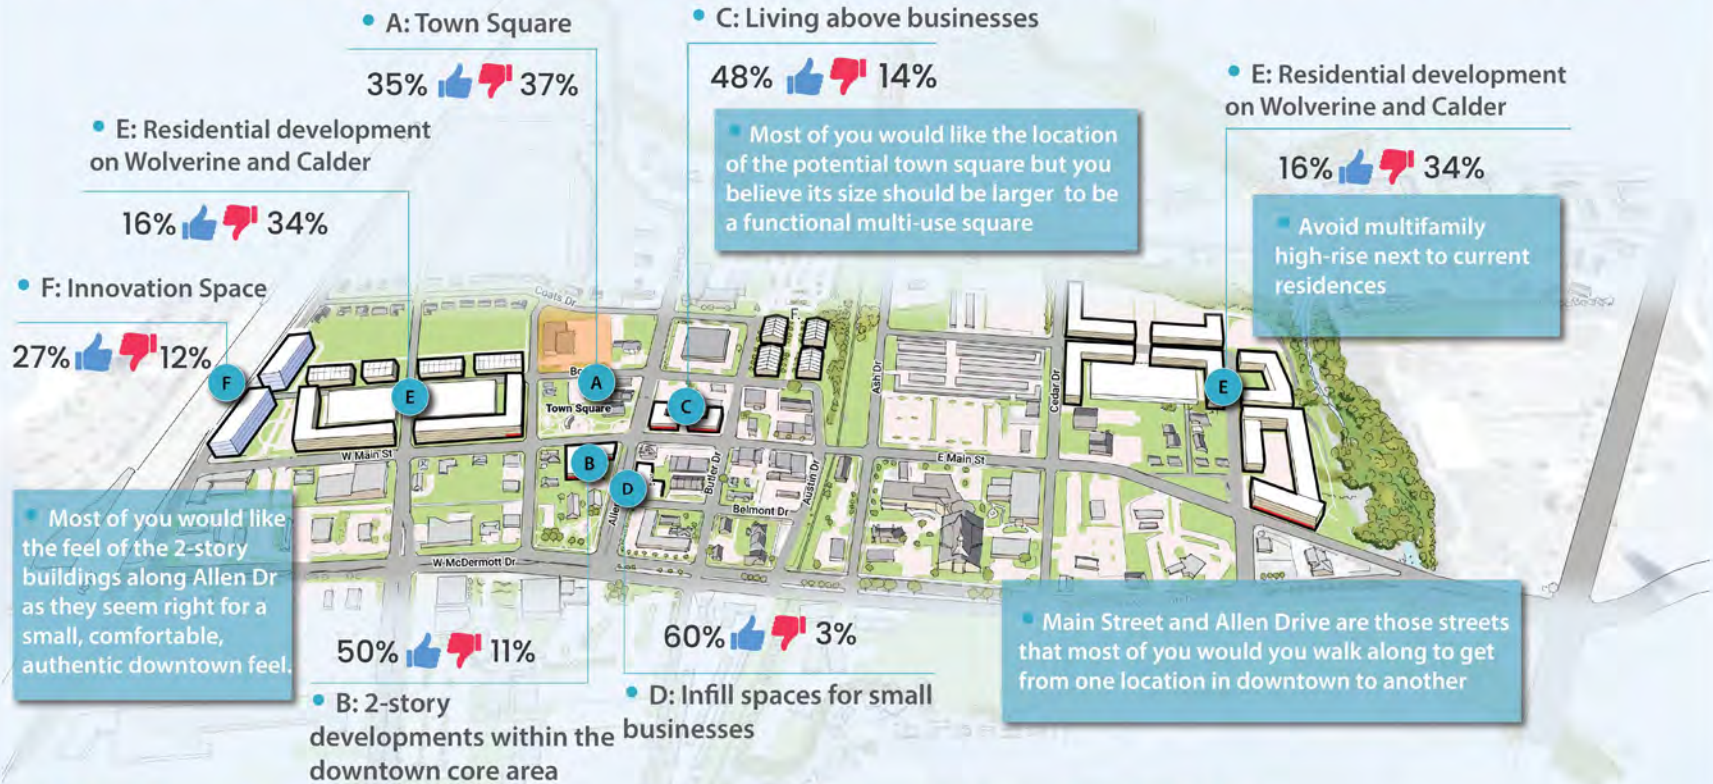 • A: Town Square
35% 37%
• C: Living above businesses
48% 14%
▪ Most of you would like the location
of the potential town square but you
believe its size should be larger to be
a functional multi-use square
• E: Residential development
on Wolverine and Calder
16% 34%
▪ Avoid multifamily
high-rise next to current
residences
• E: Residential development
on Wolverine and Calder
16% 34%
• F: Innovation Space
27% 12%
Coats Dr
F.
F
E
Bo
A
Town Square
C
Ash Dr
Cedar Dr
E
W Main St
B
D
Allen
Butler Dr
Austin Dr
E Main St
Belmont Dr
W McDermott Dr
▪ Most of you would like
the feel of the 2-story
buildings along Allen Dr
as they seem right for a
small, comfortable,
authentic downtown feel.
50% 11%
• B: 2-story
developments within the
downtown core area
60% 3%
• D: Infill spaces for small
businesses
▪ Main Street and Allen Drive are those streets
that most of you would you walk along to get
from one location in downtown to another